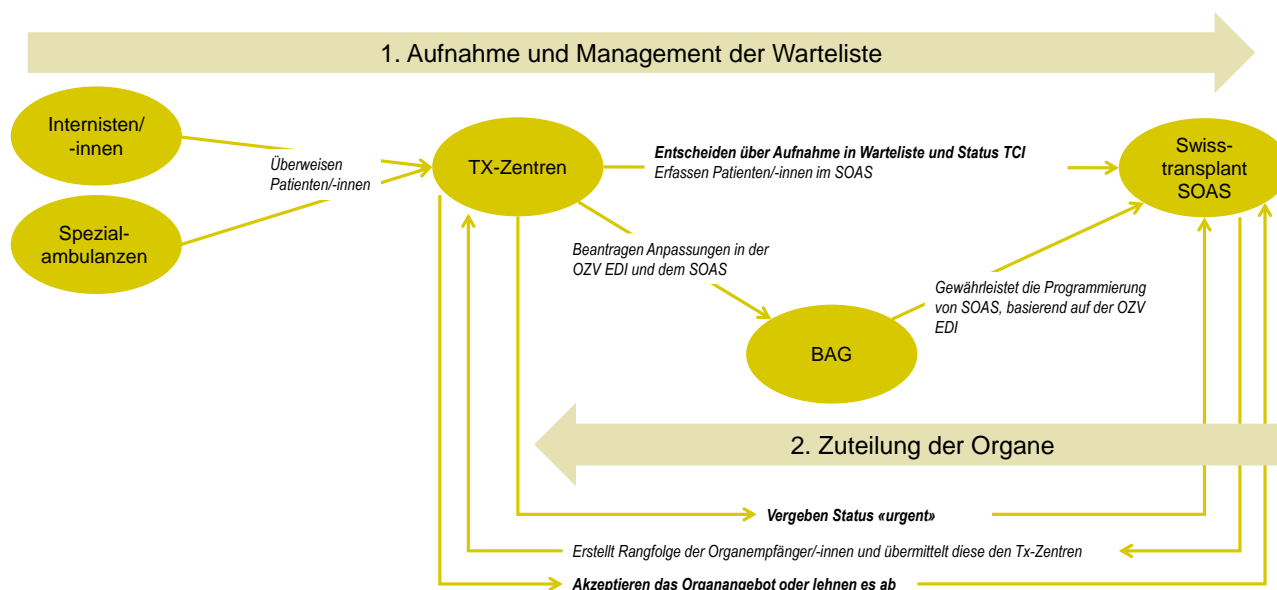 1. Aufnahme und Management der Warteliste
Internisten/
-innen
Überweisen
Patienten/-innen
Spezial-
ambulanzen
TX-Zentren
Entscheiden über Aufnahme in Warteliste und Status TCI
Erfassen Patienten/-innen im SOAS
Swiss-
transplant
SOAS
Beantragen Anpassungen in der
OZV EDI und dem SOAS
Gewährleistet die Programmierung
von SOAS, basierend auf der OZV
EDI
BAG
2. Zuteilung der Organe
Vergeben Status «urgent»
Erstellt Rangfolge der Organempfänger/-innen und übermittelt diese den Tx-Zentren
Akzeptieren das Organangebot oder lehnen es ab